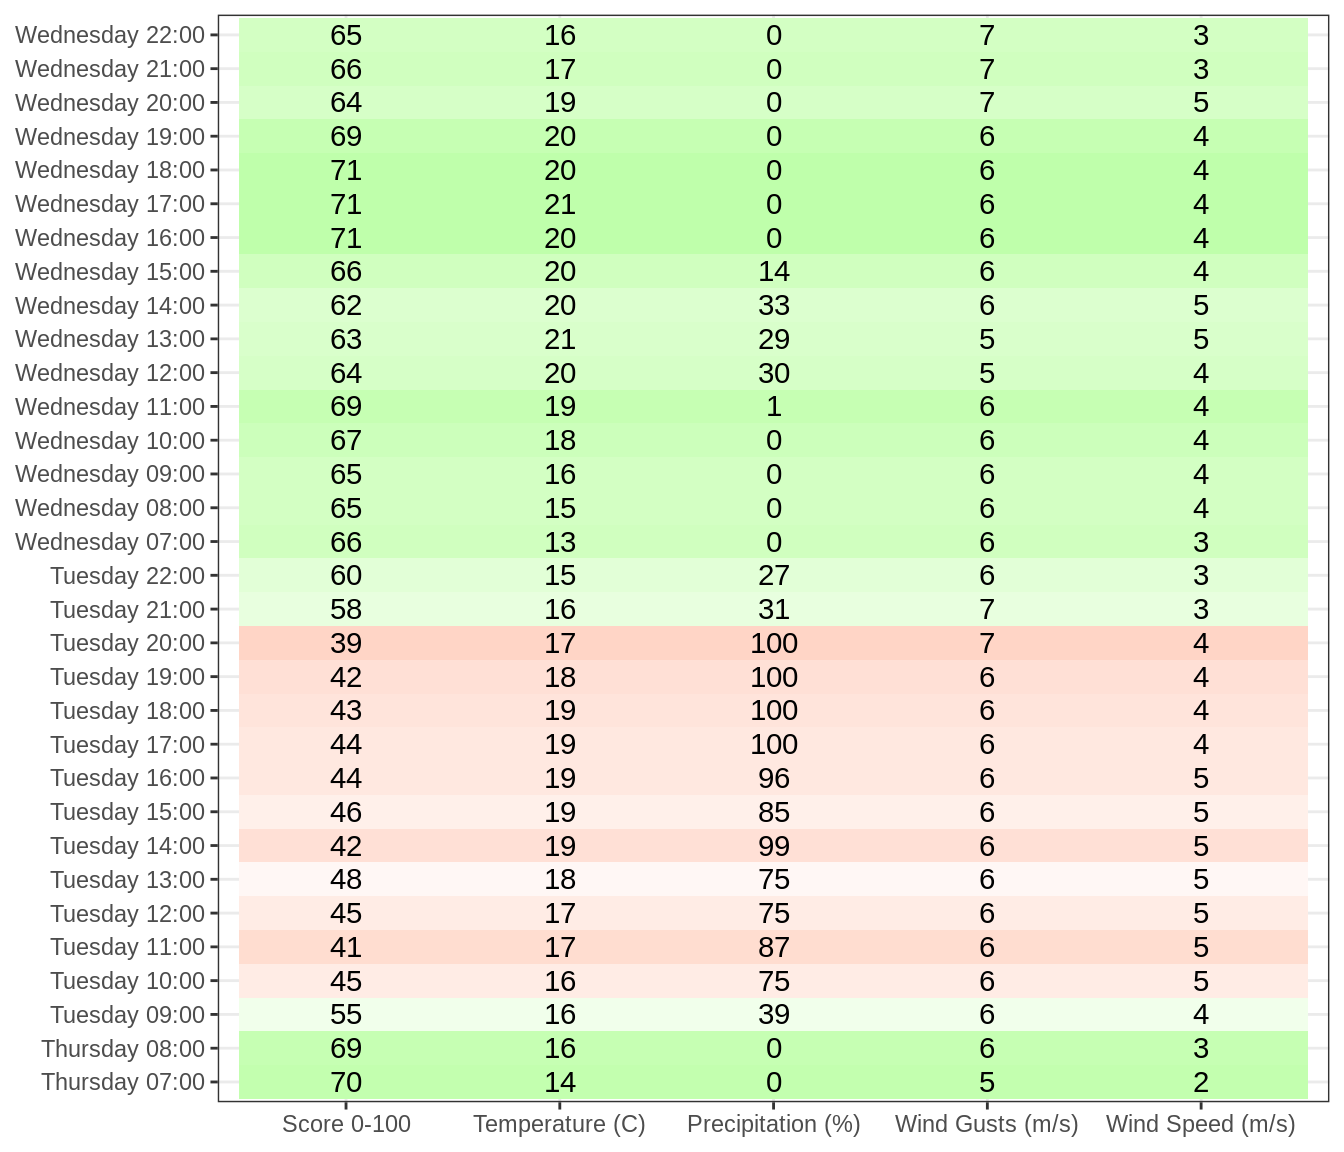 Wednesday 22:00 65 16 0 7 3
Wednesday 21:00 66 17 0 7 3
Wednesday 20:00 64 19 0 7 5
Wednesday 19:00 69 20 0 6 4
Wednesday 18:00 71 20 0 6 4
Wednesday 17:00 71 21 0 6 4
Wednesday 16:00 71 20 0 6 4
Wednesday 15:00 66 20 14 6 4
Wednesday 14:00 62 20 33 6 5
Wednesday 13:00 63 21 29 5 5
Wednesday 12:00 64 20 30 5 4
Wednesday 11:00 69 19 1 6 4
Wednesday 10:00 67 18 0 6 4
Wednesday 09:00 65 16 0 6 4
Wednesday 08:00 65 15 0 6 4
Wednesday 07:00 66 13 0 6 3
Tuesday 22:00 60 15 27 6 3
Tuesday 21:00 58 16 31 7 3
Tuesday 20:00 39 17 100 7 4
Tuesday 19:00 42 18 100 6 4
Tuesday 18:00 43 19 100 6 4
Tuesday 17:00 44 19 100 6 4
Tuesday 16:00 44 19 96 6 5
Tuesday 15:00 46 19 85 6 5
Tuesday 14:00 42 19 99 6 5
Tuesday 13:00 48 18 75 6 5
Tuesday 12:00 45 17 75 6 5
Tuesday 11:00 41 17 87 6 5
Tuesday 10:00 45 16 75 6 5
Tuesday 09:00 55 16 39 6 4
Thursday 08:00 69 16 0 6 3
Thursday 07:00 70 14 0 5 2
Score 0-100 Temperature (C) Precipitation (%) Wind Gusts (m/s) Wind Speed (m/s)